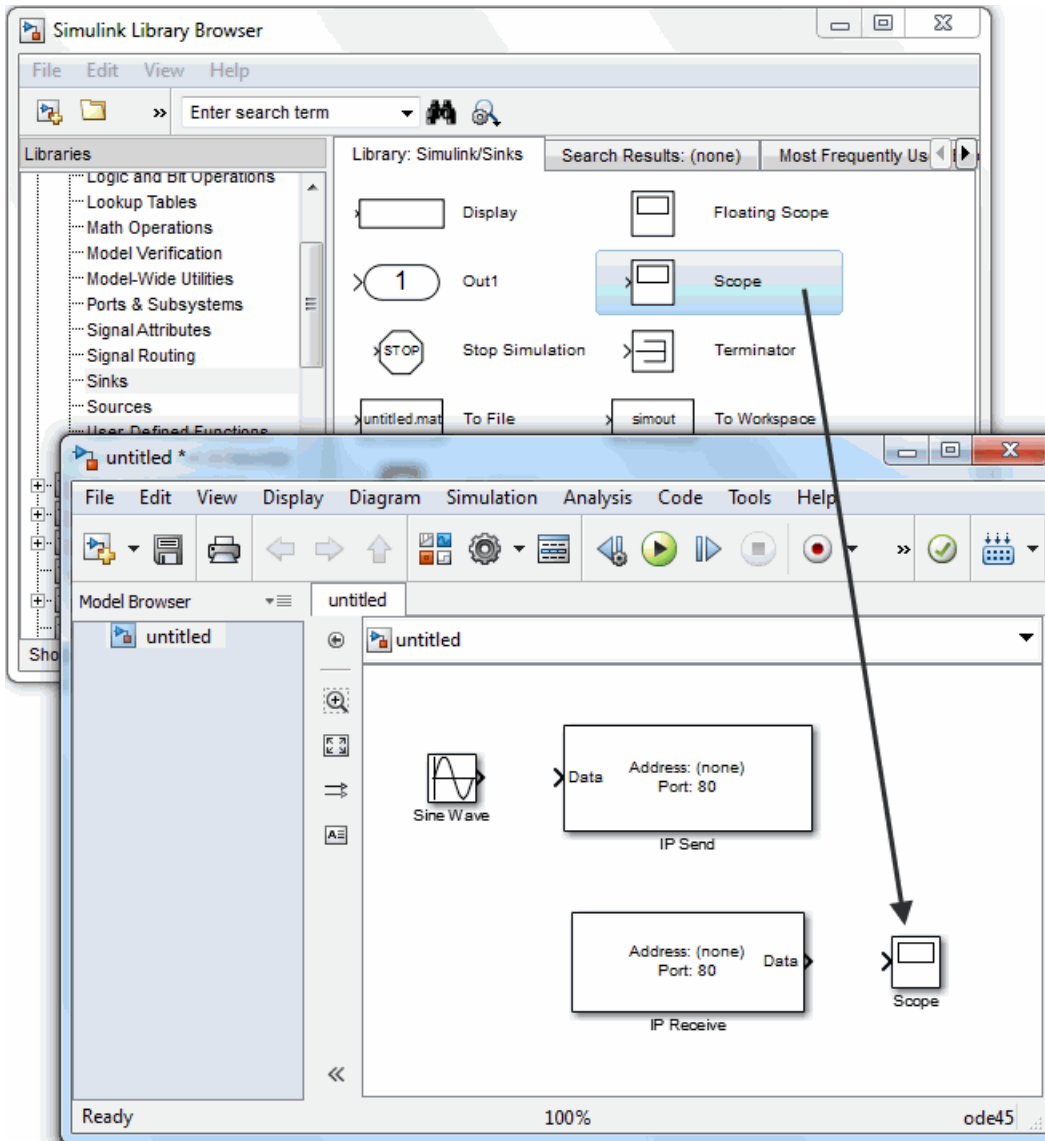 Simulink Library Browser
File Edit View Help
» Enter search term
Libraries
Library: Simulink/Sinks Search Results: (none) Most Frequently Us
Logic and Bit Operations
Lookup Tables
Math Operations
Model Verification
Model-Wide Utilities
Ports & Subsystems
Signal Attributes
Signal Routing
Sinks
Sources
User Defined Functions
Display
Floating Scope
1 Out1
Scope
STOP Stop Simulation
Terminator
untitled.mat To File
simout To Workspace
Sho
untitled *
File Edit View Display Diagram Simulation Analysis Code Tools Help
»
Model Browser
untitled
untitled
untitled
Sine Wave
Data
Address: (none)
Port: 80
IP Send
Address: (none)
Port: 80
Data
IP Receive
Scope
Ready 100% ode45